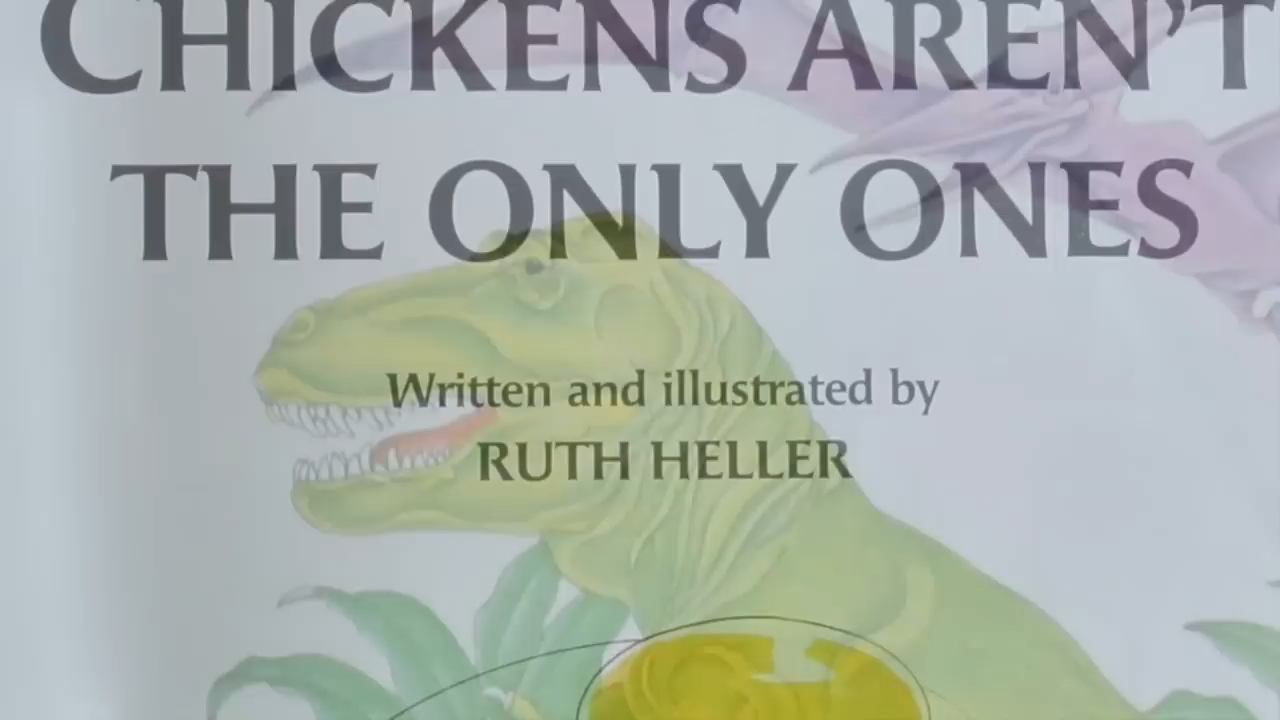 CHICKENS AREN'T
THE ONLY ONES
Written and illustrated by
RUTH HELLER